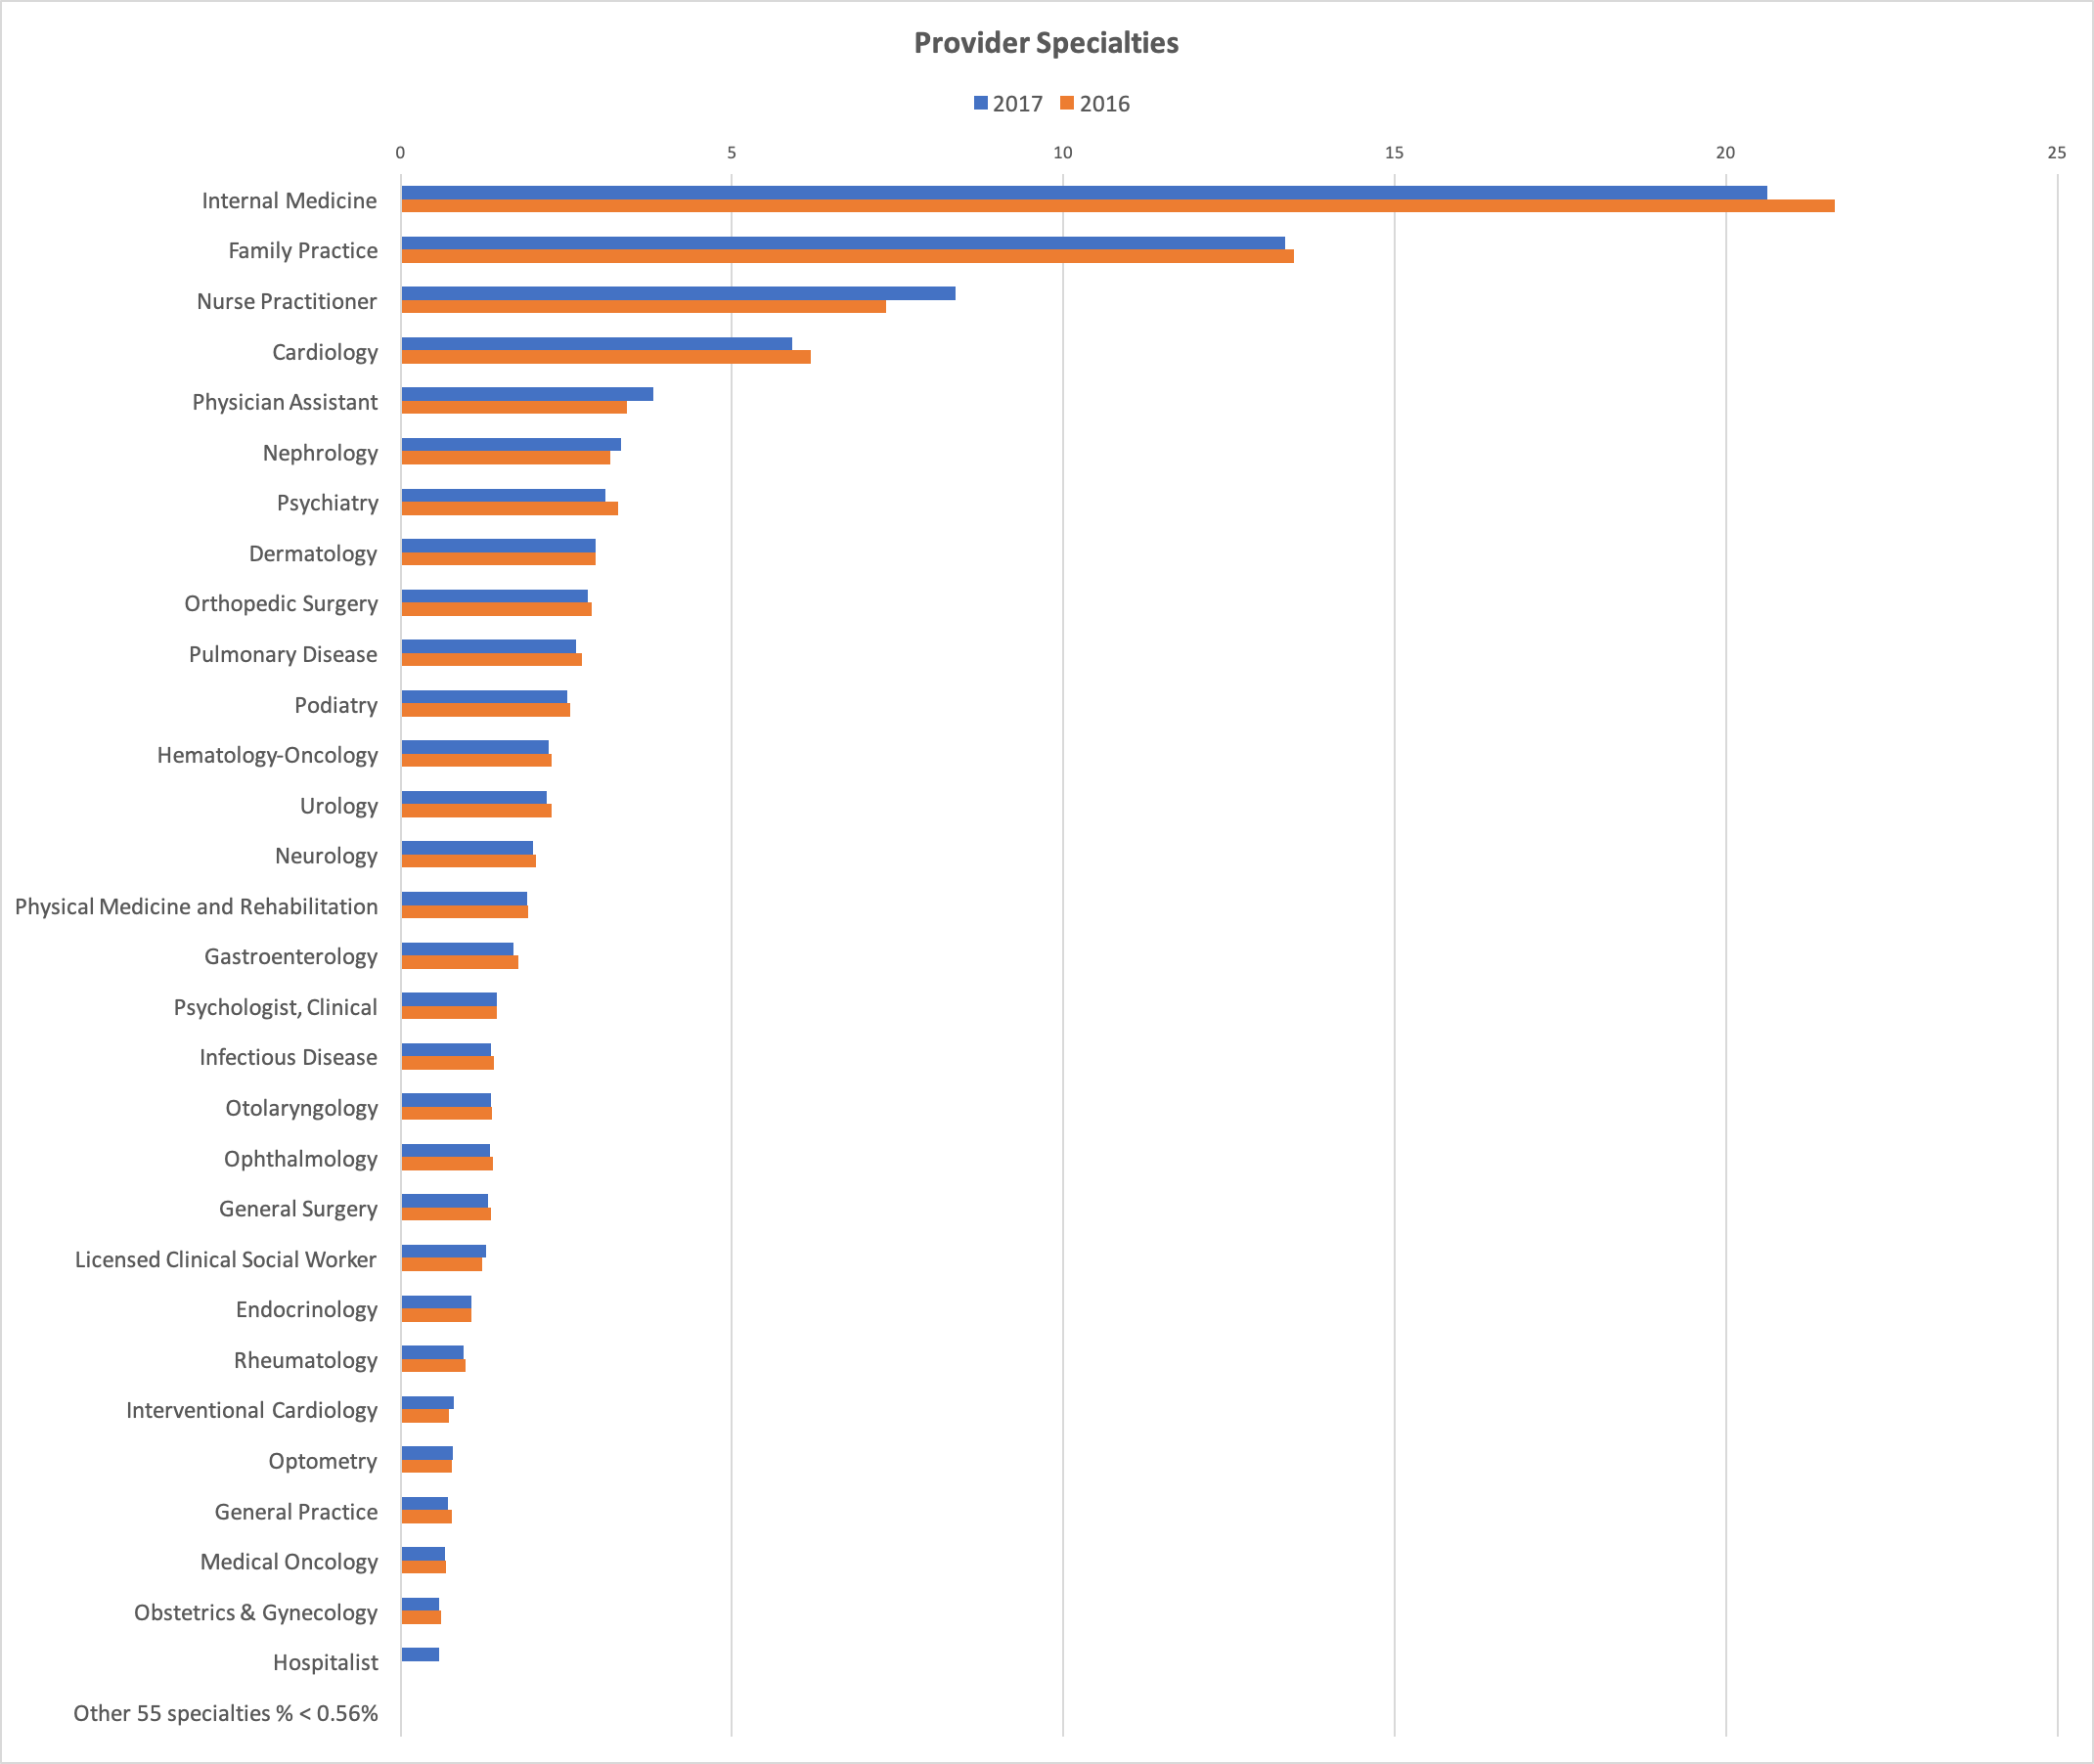 Provider Specialties
2017 2016
0 5 10 15 20 25
Internal Medicine
Family Practice
Nurse Practitioner
Cardiology
Physician Assistant
Nephrology
Psychiatry
Dermatology
Orthopedic Surgery
Pulmonary Disease
Podiatry
Hematology-Oncology
Urology
Neurology
Physical Medicine and Rehabilitation
Gastroenterology
Psychologist, Clinical
Infectious Disease
Otolaryngology
Ophthalmology
General Surgery
Licensed Clinical Social Worker
Endocrinology
Rheumatology
Interventional Cardiology
Optometry
General Practice
Medical Oncology
Obstetrics & Gynecology
Hospitalist
Other 55 specialties % < 0.56%